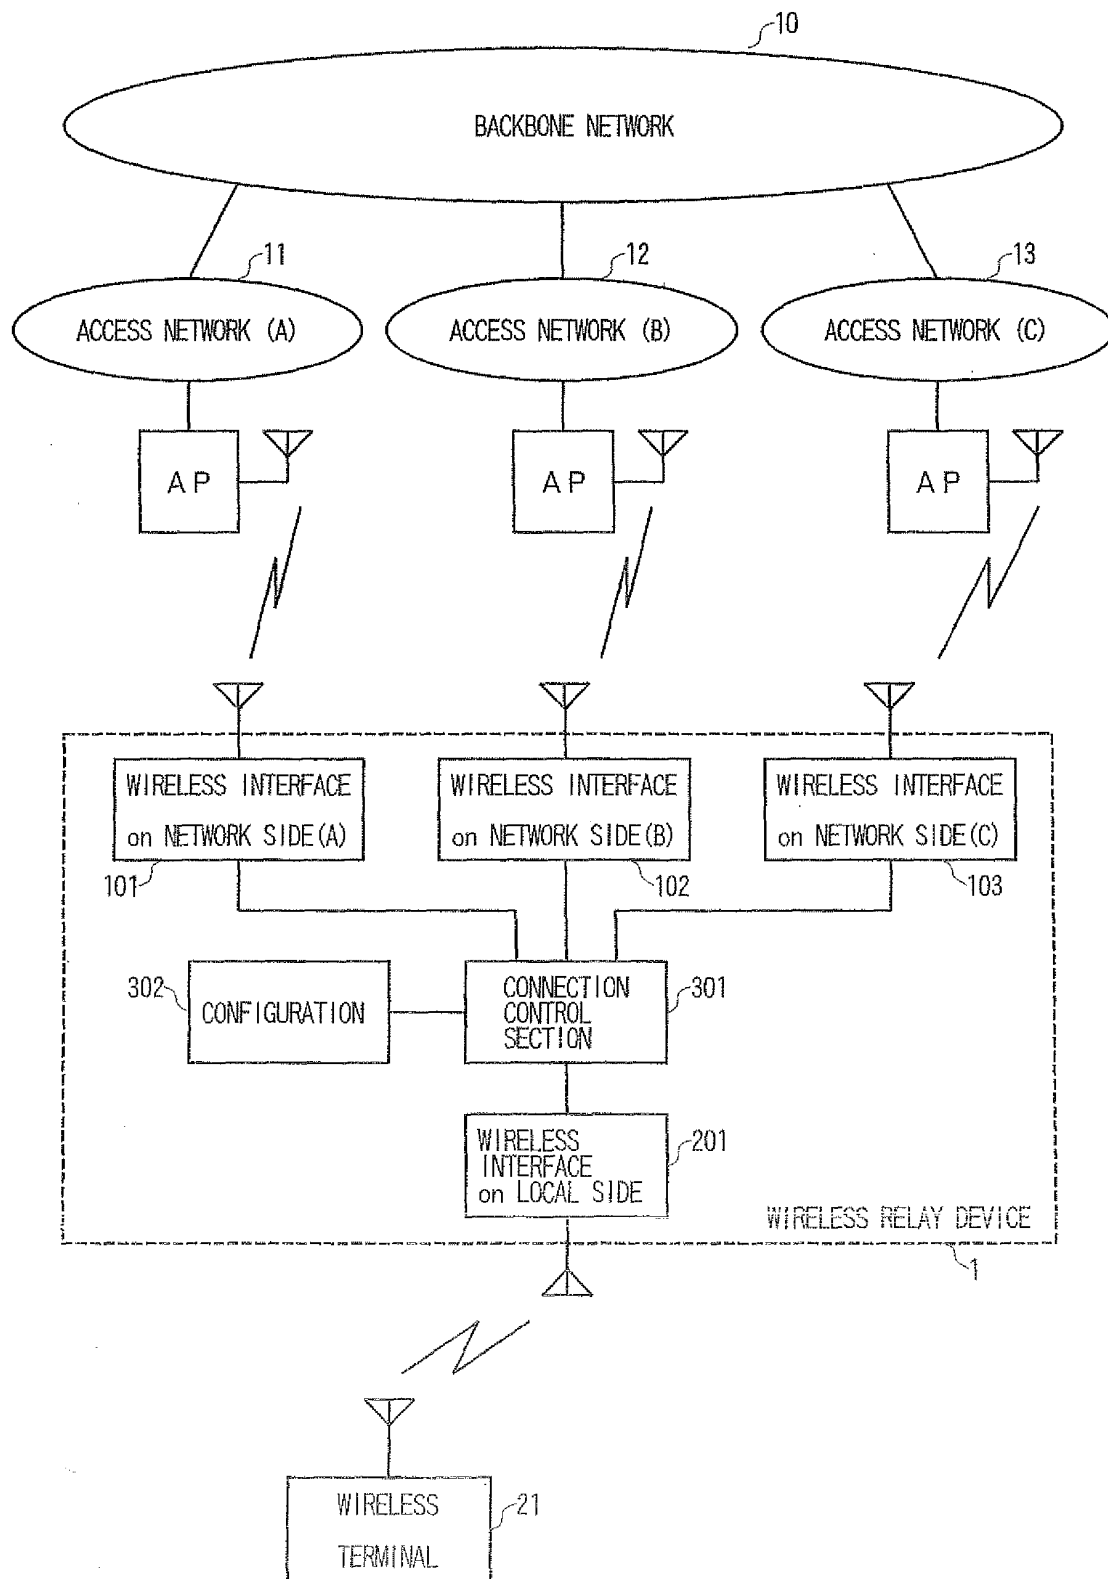 10
BACKBONE NETWORK
11
12
13
ACCESS NETWORK (A)
ACCESS NETWORK (B)
ACCESS NETWORK (C)
AP
AP
AP
WIRELESS INTERFACE
on NETWORK SIDE(A)
WIRELESS INTERFACE
on NETWORK SIDE(B)
WIRELESS INTERFACE
on NETWORK SIDE(C)
101
102
103
302
CONFIGURATION
CONNECTION
CONTROL
SECTION
301
WIRELESS
INTERFACE
on LOCAL SIDE
201
WIRELESS RELAY DEVICE
1
WIRELESS
TERMINAL
21